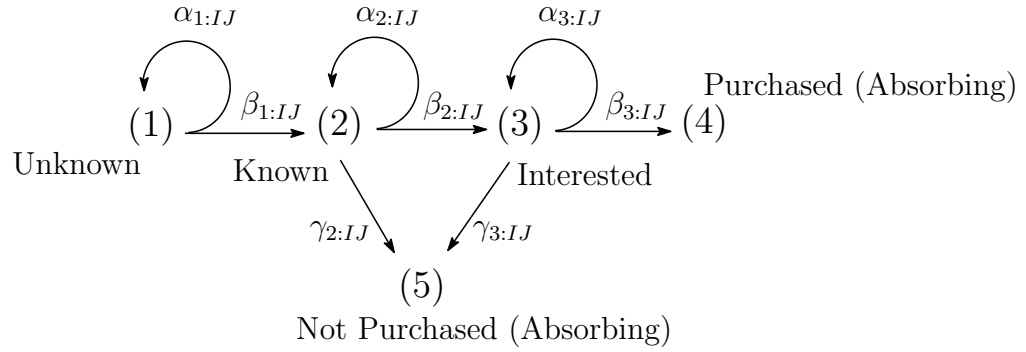 α1:IJ α2:IJ α3:IJ
Purchased (Absorbing)
(1) β1:IJ (2) β2:IJ (3) β3:IJ (4)
Unknown Known Interested
γ2:IJ γ3:IJ
(5)
Not Purchased (Absorbing)